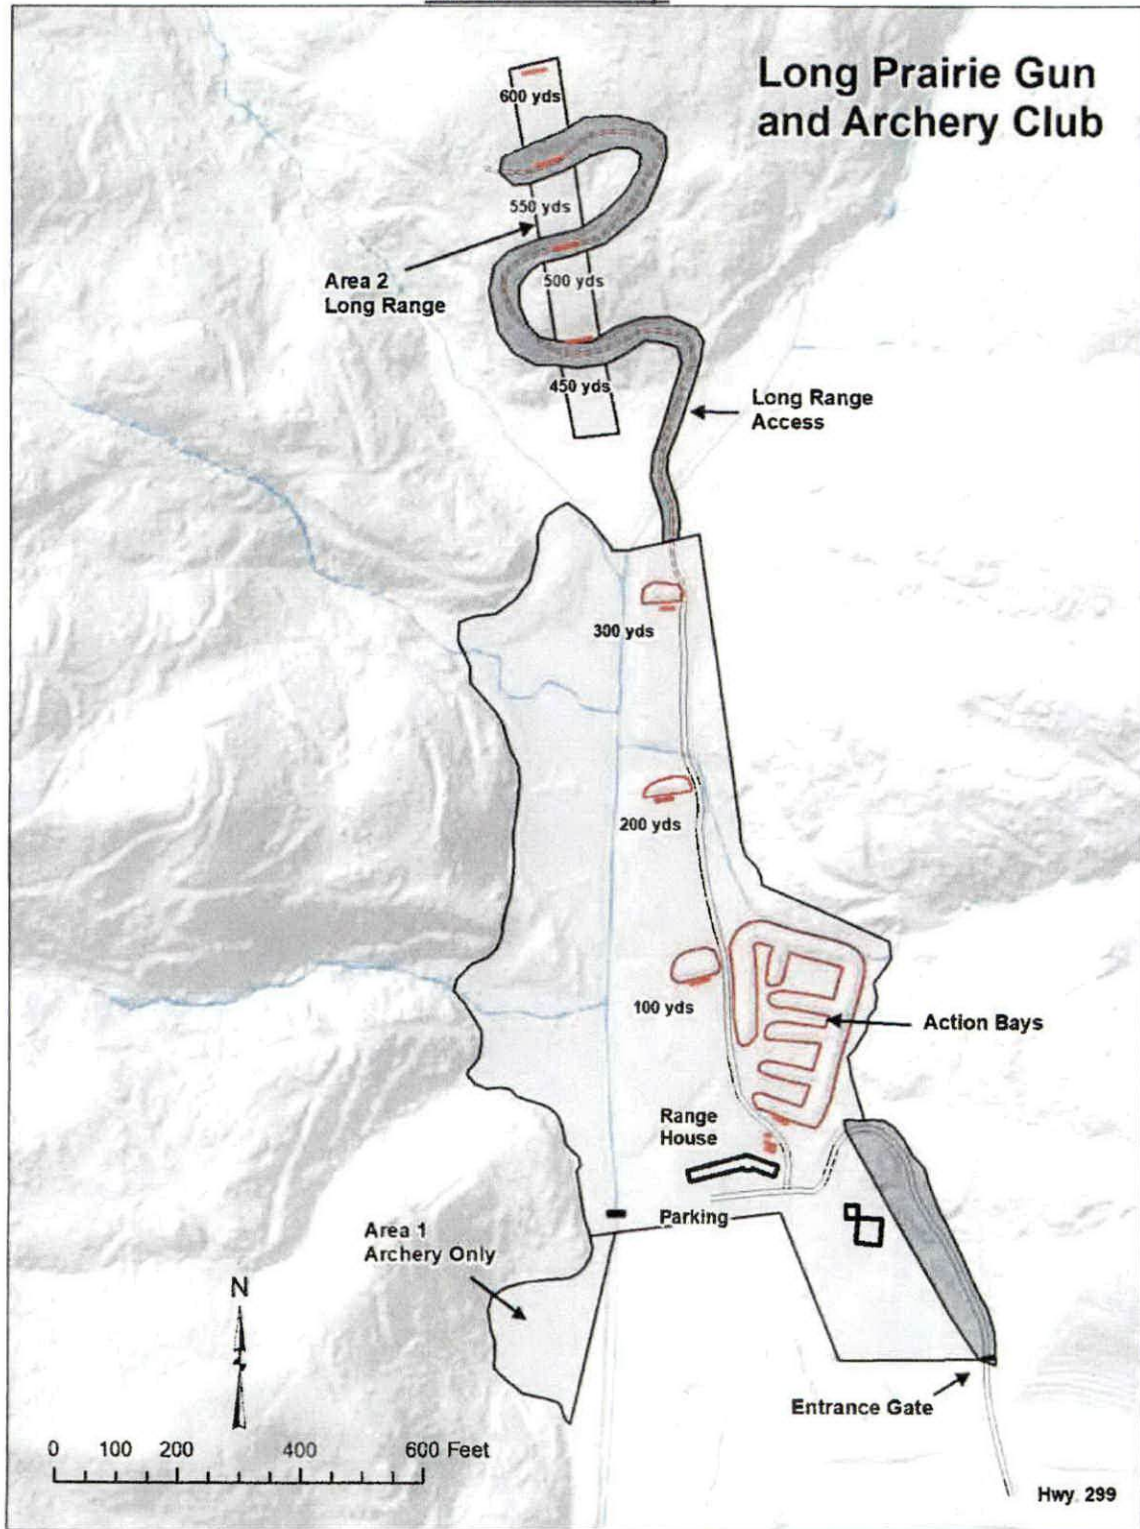 Long Prairie Gun
and Archery Club
600 yds
550 yds
Area 2
Long Range
500 yds
450 yds
Long Range
Access
300 yds
200 yds
100 yds
Action Bays
Range
House
Parking
Area 1
Archery Only
N
Entrance Gate
0 100 200 400 600 Feet
Hwy. 299